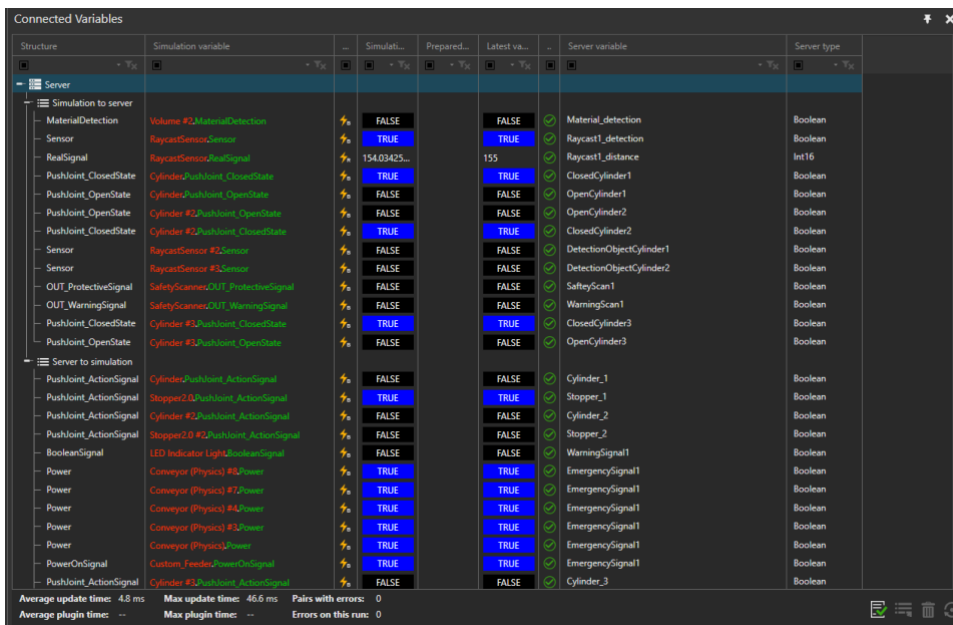 Connected Variables
Structure Simulation variable ... Simulati... Prepared... Latest va... .. Server variable Server type
Server
Simulation to server
MaterialDetection Volume #2.MaterialDetection FALSE FALSE Material_detection Boolean
Sensor RaycastSensor.Sensor TRUE TRUE Raycast1_detection Boolean
RealSignal RaycastSensor.RealSignal 154.03425... 155 Raycast1_distance Int16
PushJoint_ClosedState Cylinder.PushJoint_ClosedState TRUE TRUE ClosedCylinder1 Boolean
PushJoint_OpenState Cylinder.PushJoint_OpenState FALSE FALSE OpenCylinder1 Boolean
PushJoint_OpenState Cylinder #2.PushJoint_OpenState FALSE FALSE OpenCylinder2 Boolean
PushJoint_ClosedState Cylinder #2.PushJoint_ClosedState TRUE TRUE ClosedCylinder2 Boolean
Sensor RaycastSensor #2.Sensor FALSE FALSE DetectionObjectCylinder1 Boolean
Sensor RaycastSensor #3.Sensor FALSE FALSE DetectionObjectCylinder2 Boolean
OUT_ProtectiveSignal SafetyScanner.OUT_ProtectiveSignal FALSE FALSE SafteyScan1 Boolean
OUT_WarningSignal SafetyScanner.OUT_WarningSignal FALSE FALSE WarningScan1 Boolean
PushJoint_ClosedState Cylinder #3.PushJoint_ClosedState TRUE TRUE ClosedCylinder3 Boolean
PushJoint_OpenState Cylinder #3.PushJoint_OpenState FALSE FALSE OpenCylinder3 Boolean
Server to simulation
PushJoint_ActionSignal Cylinder.PushJoint_ActionSignal FALSE FALSE Cylinder_1 Boolean
PushJoint_ActionSignal Stopper2.0.PushJoint_ActionSignal TRUE TRUE Stopper_1 Boolean
PushJoint_ActionSignal Cylinder #2.PushJoint_ActionSignal FALSE FALSE Cylinder_2 Boolean
PushJoint_ActionSignal Stopper2.0 #2.PushJoint_ActionSignal FALSE FALSE Stopper_2 Boolean
BooleanSignal LED Indicator Light.BooleanSignal FALSE FALSE WarningSignal1 Boolean
Power Conveyor (Physics) #8.Power TRUE TRUE EmergencySignal1 Boolean
Power Conveyor (Physics) #7.Power TRUE TRUE EmergencySignal1 Boolean
Power Conveyor (Physics) #4.Power TRUE TRUE EmergencySignal1 Boolean
Power Conveyor (Physics) #3.Power TRUE TRUE EmergencySignal1 Boolean
Power Conveyor (Physics).Power TRUE TRUE EmergencySignal1 Boolean
PowerOnSignal Custom_Feeder.PowerOnSignal TRUE TRUE EmergencySignal1 Boolean
PushJoint_ActionSignal Cylinder #3.PushJoint_ActionSignal FALSE FALSE Cylinder_3 Boolean
Average update time: 4.8 ms Max update time: 46.6 ms Pairs with errors: 0
Average plugin time: -- Max plugin time: -- Errors on this run: 0